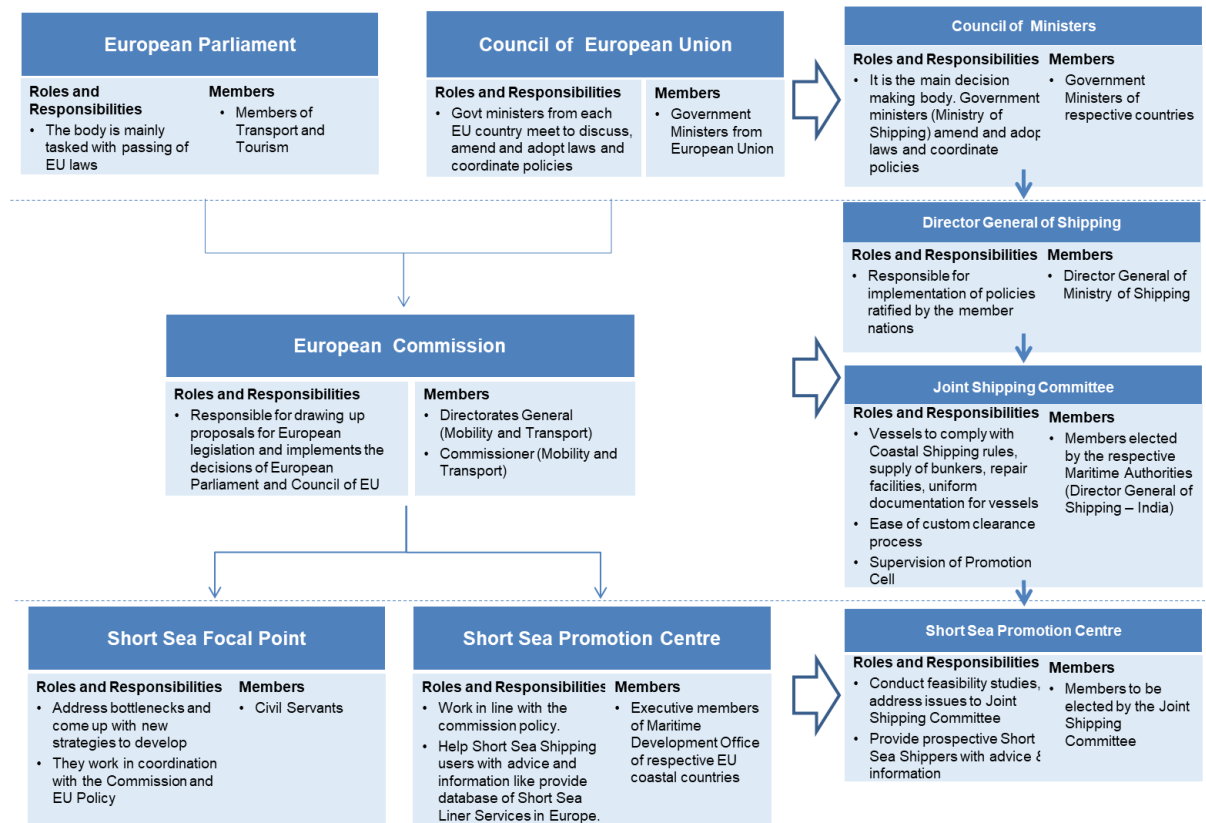 European Parliament
Roles and
Responsibilities
• The body is mainly
tasked with passing of
EU laws
Members
• Members of
Transport and
Tourism
Council of European Union
Roles and Responsibilities
• Govt ministers from each
EU country meet to discuss,
amend and adopt laws and
coordinate policies
Members
• Government
Ministers from
European Union
Council of Ministers
Roles and Responsibilities
• It is the main decision
making body. Government
ministers (Ministry of
Shipping) amend and adop
laws and coordinate
policies
Members
• Government
Ministers of
respective countries
Director General of Shipping
Roles and Responsibilities
• Responsible for
implementation of policies
ratified by the member
nations
Members
• Director General of
Ministry of Shipping
European Commission
Roles and Responsibilities
• Responsible for drawing up
proposals for European
legislation and implements the
decisions of European
Parliament and Council of EU
Members
• Directorates General
(Mobility and Transport)
• Commissioner (Mobility and
Transport)
Joint Shipping Committee
Roles and Responsibilities
• Vessels to comply with
Coastal Shipping rules,
supply of bunkers, repair
facilities, uniform
documentation for vessels
• Ease of custom clearance
process
• Supervision of Promotion
Cell
Members
• Members elected
by the respective
Maritime Authorities
(Director General of
Shipping – India)
Short Sea Focal Point
Roles and Responsibilities
• Address bottlenecks and
come up with new
strategies to develop
• They work in coordination
with the Commission and
EU Policy
Members
• Civil Servants
Short Sea Promotion Centre
Roles and Responsibilities
• Work in line with the
commission policy.
• Help Short Sea Shipping
users with advice and
information like provide
database of Short Sea
Liner Services in Europe.
Members
• Executive members
of Maritime
Development Office
of respective EU
coastal countries
Short Sea Promotion Centre
Roles and Responsibilities
• Conduct feasibility studies,
address issues to Joint
Shipping Committee
• Provide prospective Short
Sea Shippers with advice &
information
Members
• Members to be
elected by the Joint
Shipping
Committee